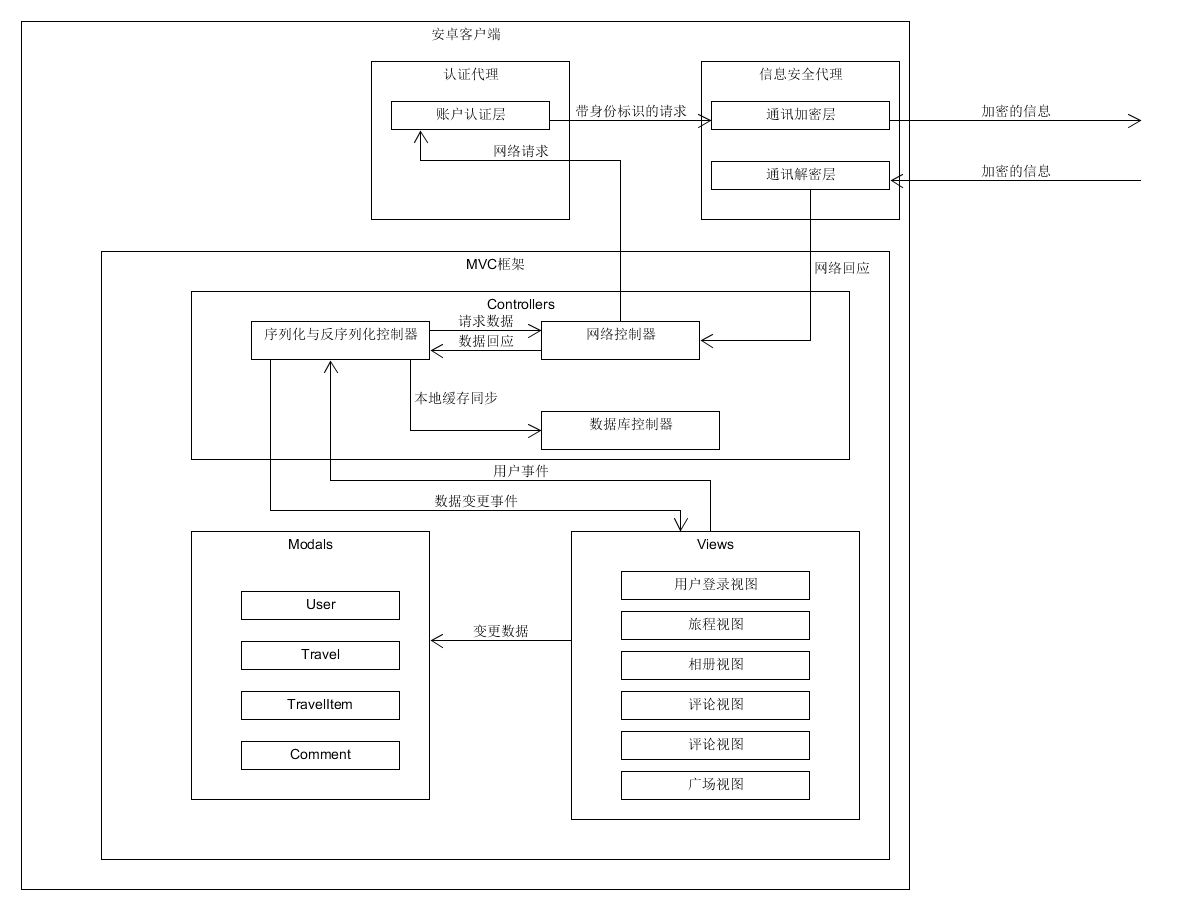 安卓客户端
认证代理
信息安全代理
账户认证层
带身份标识的请求
通讯加密层
加密的信息
网络请求
通讯解密层
加密的信息
MVC框架
网络回应
Controllers
序列化与反序列化控制器
请求数据
数据回应
网络控制器
本地缓存同步
数据库控制器
用户事件
数据变更事件
Modals
User
Travel
TravelItem
Comment
变更数据
Views
用户登录视图
旅程视图
相册视图
评论视图
评论视图
广场视图